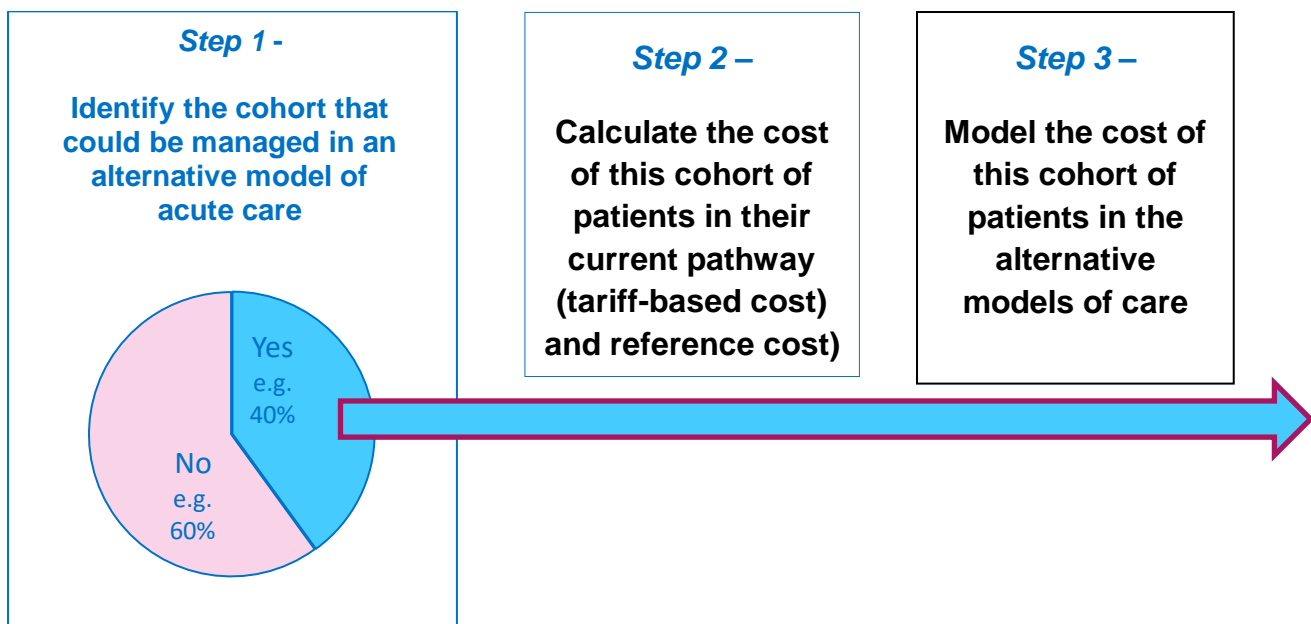 Step 1 -
Identify the cohort that
could be managed in an
alternative model of
acute care
Yes
e.g.
40%
No
e.g.
60%
Step 2 –
Calculate the cost
of this cohort of
patients in their
current pathway
(tariff-based cost)
and reference cost)
Step 3 –
Model the cost of
this cohort of
patients in the
alternative
models of care